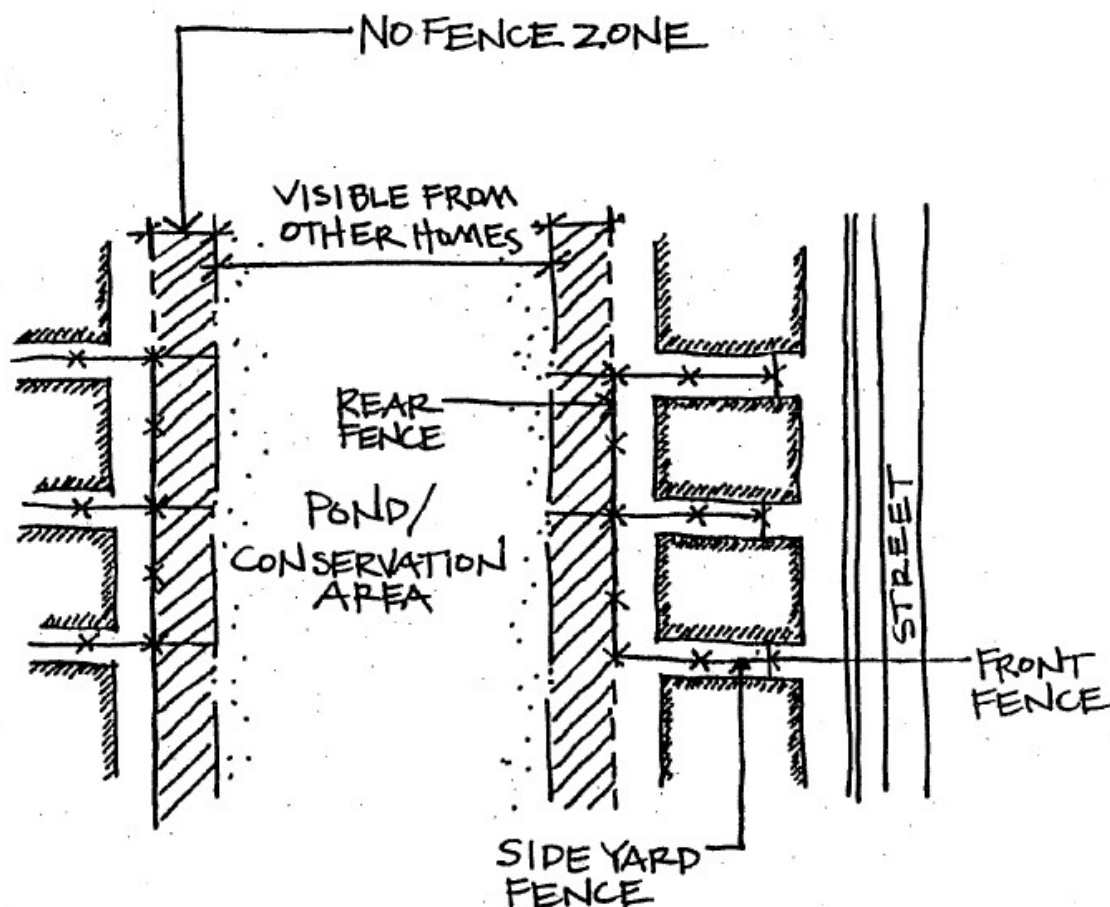 NO FENCE ZONE
VISIBLE FROM
OTHER HOMES
REAR
FENCE
POND/
CONSERVATION
AREA
STREET
FRONT
FENCE
SIDE YARD
FENCE